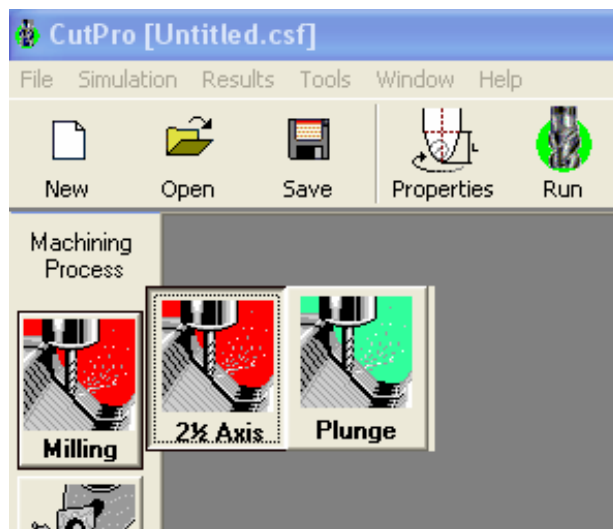 CutPro [Untitled.csf]
File Simulation Results Tools Window Help
New Open Save Properties Run
L
Machining
Process
Milling 2½ Axis Plunge